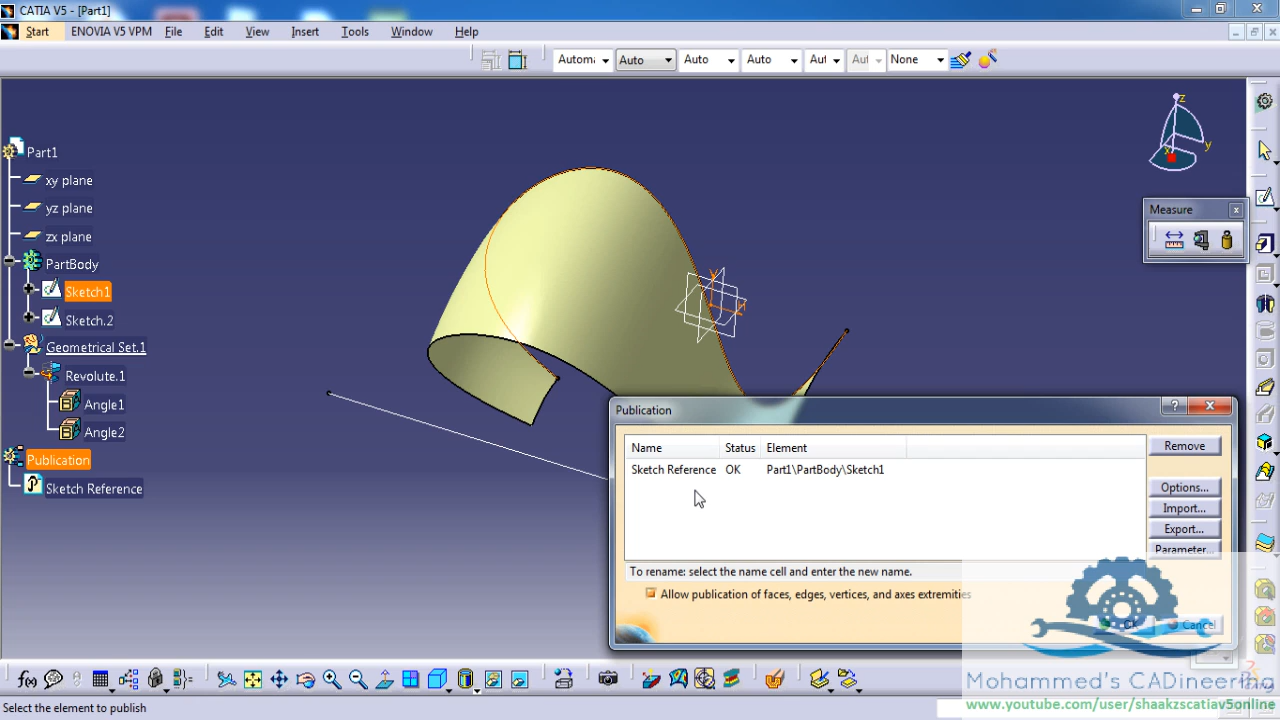 CATIA V5 - [Part1]
Start ENOVIA V5 VPM File Edit View Insert Tools Window Help
Automa Auto Auto Auto Aut Aut None
z
y
x
Part1
xy plane
yz plane
zx plane
PartBody
Sketch1
Sketch.2
Geometrical Set.1
Revolute.1
Angle1
Angle2
Publication
Sketch Reference
Measure
Publication
Name Status Element
Sketch Reference OK Part1\PartBody\Sketch1
Remove
Options...
Import...
Export...
Parameter...
To rename: select the name cell and enter the new name.
Allow publication of faces, edges, vertices, and axes extremities
OK Cancel
Mohammed's CADineering
www.youtube.com/user/shaakzscatiav5online
Select the element to publish